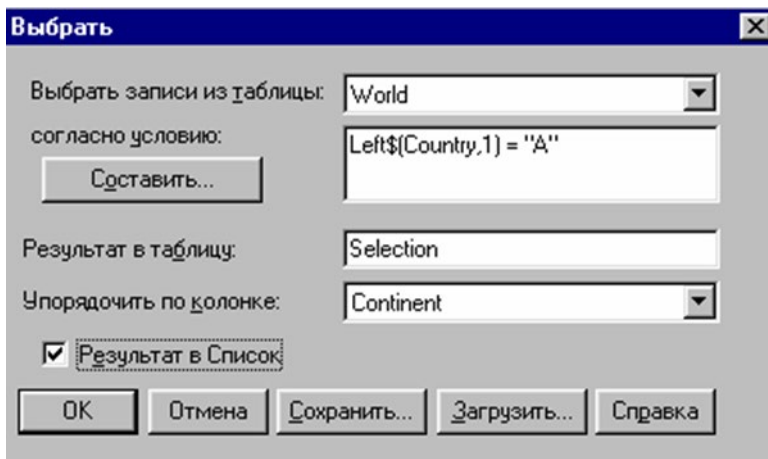 Выбрать
Выбрать записи из таблицы: World
согласно условию: Left$(Country,1) = "A"
Составить...
Результат в таблицу: Selection
Упорядочить по колонке: Continent
Результат в Список
OK Отмена Сохранить... Загрузить... Справка